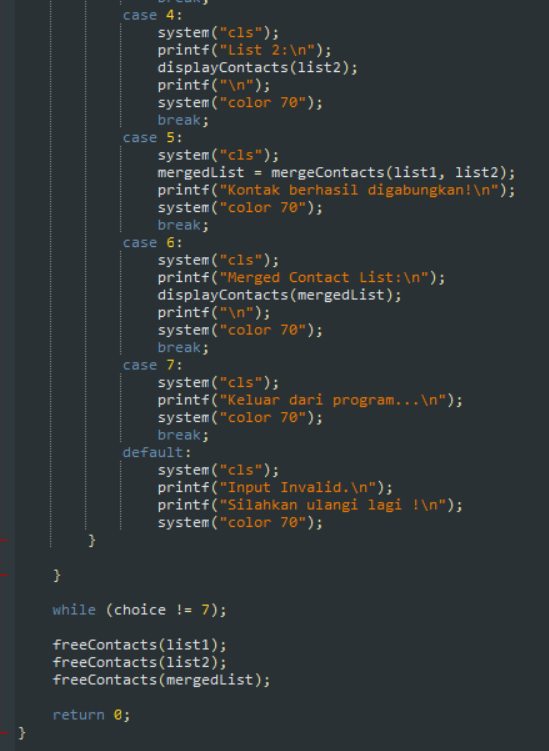 break;
case 4:
system("cls");
printf("List 2:\n");
displayContacts(list2);
printf("\n");
system("color 70");
break;
case 5:
system("cls");
mergedList = mergeContacts(list1, list2);
printf("Kontak berhasil digabungkan!\n");
system("color 70");
break;
case 6:
system("cls");
printf("Merged Contact List:\n");
displayContacts(mergedList);
printf("\n");
system("color 70");
break;
case 7:
system("cls");
printf("Keluar dari program...\n");
system("color 70");
break;
default:
system("cls");
printf("Input Invalid.\n");
printf("Silahkan ulangi lagi !\n");
system("color 70");
}
}
while (choice != 7);
freeContacts(list1);
freeContacts(list2);
freeContacts(mergedList);
return 0;
}